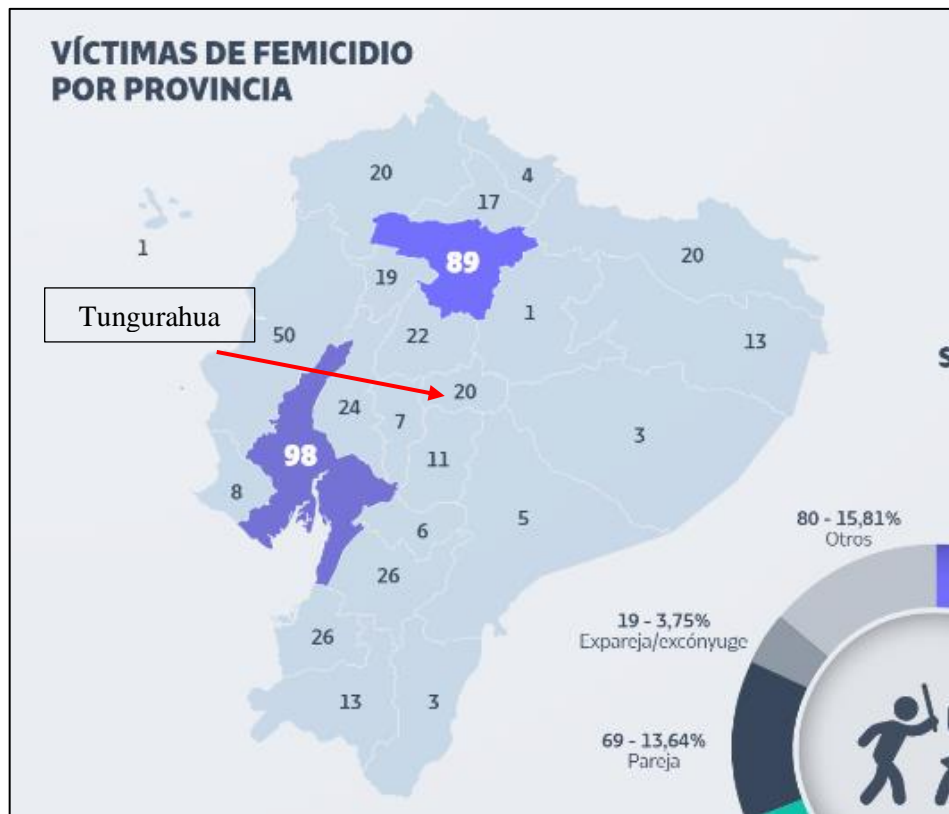 VÍCTIMAS DE FEMICIDIO
POR PROVINCIA
20
4
17
1
89
20
19
1
Tungurahua
50
22
13
20
24
7
3
98
11
8
5
6
26
26
13
3
80 - 15,81%
Otros
19 - 3,75%
Expareja/excónyuge
69 - 13,64%
Pareja
S